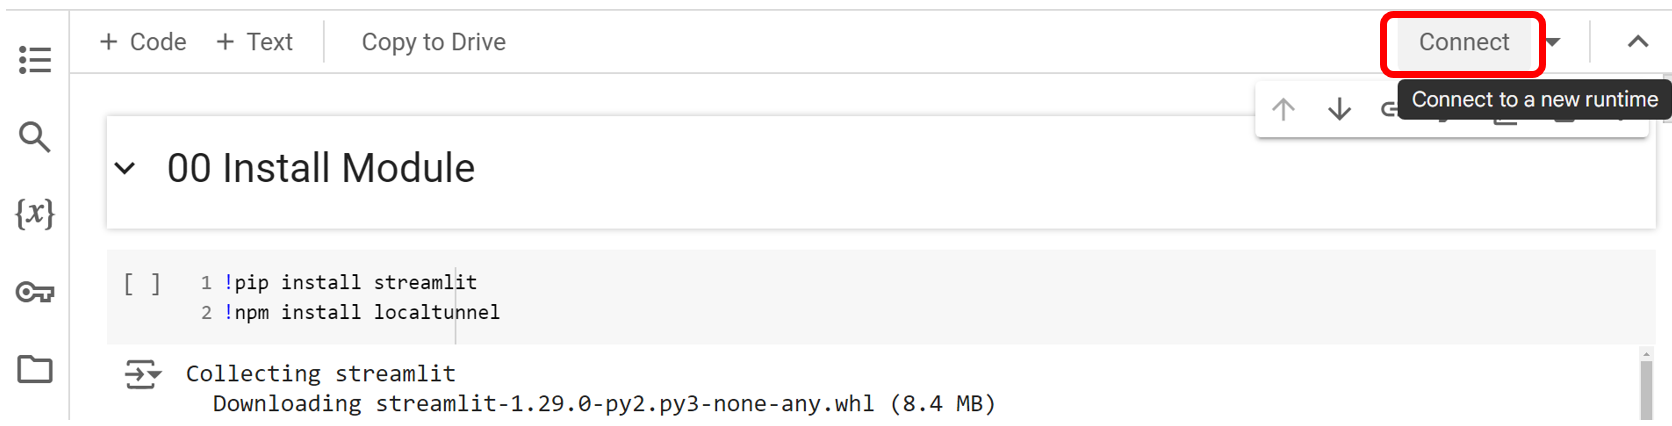 + Code + Text Copy to Drive Connect
Connect to a new runtime
{x}
00 Install Module
[ ] 1 !pip install streamlit
2 !npm install localtunnel
Collecting streamlit
Downloading streamlit-1.29.0-py2.py3-none-any.whl (8.4 MB)